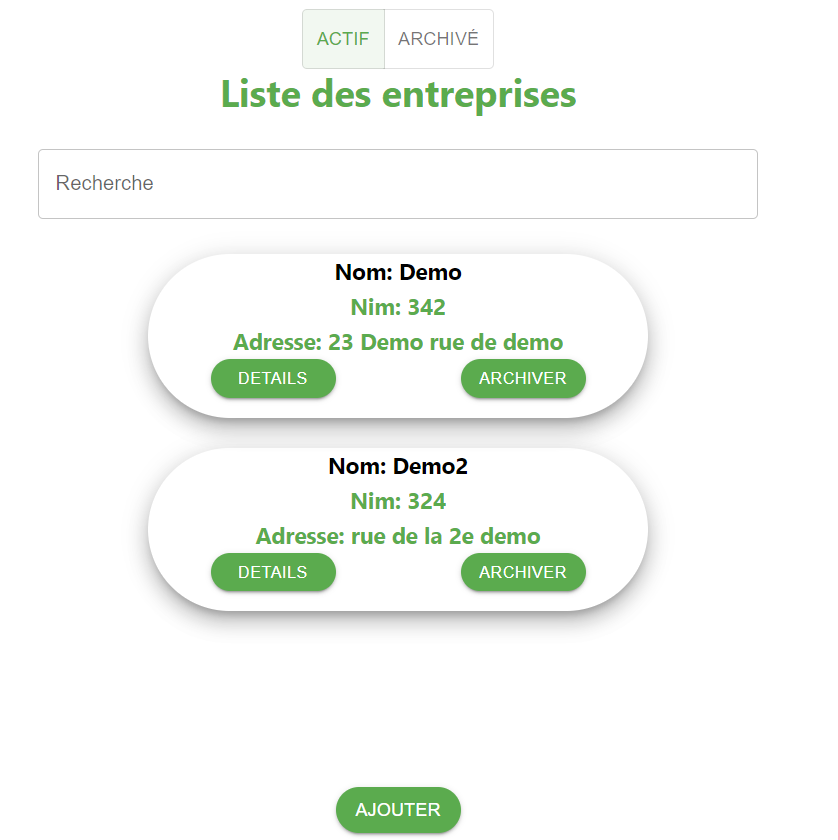 ACTIF ARCHIVÉ
Liste des entreprises
Recherche
Nom: Demo
Nim: 342
Adresse: 23 Demo rue de demo
DETAILS ARCHIVER
Nom: Demo2
Nim: 324
Adresse: rue de la 2e demo
DETAILS ARCHIVER
AJOUTER